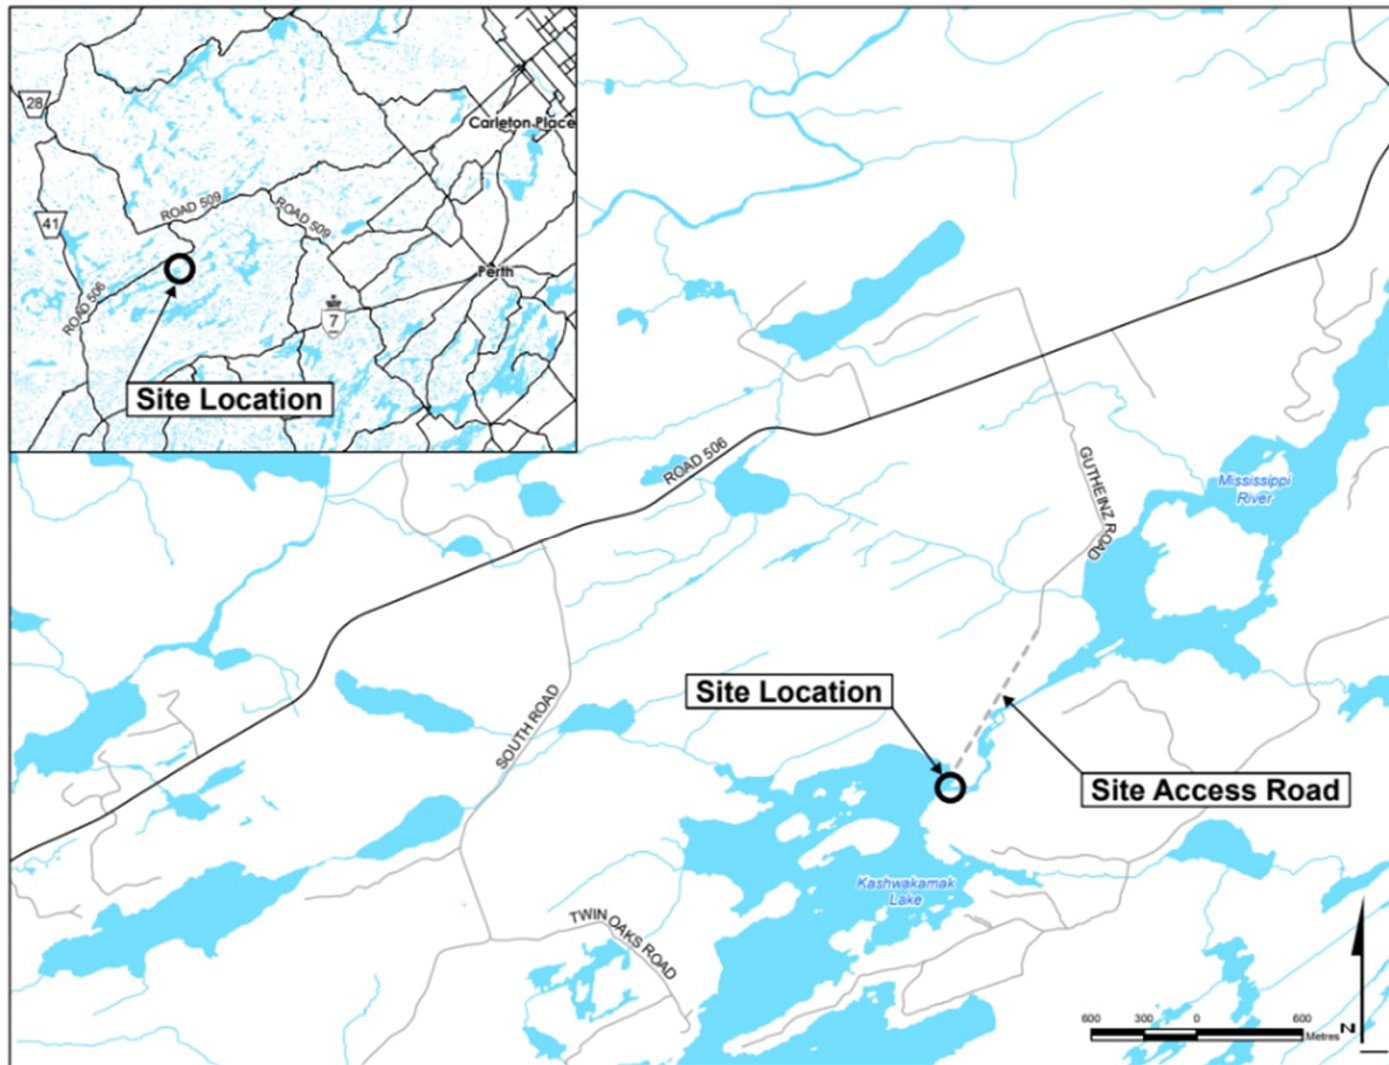 28
Carleton Place
ROAD 509
ROAD 509
41
Perth
ROAD 506
7
Site Location
ROAD 506
GUTHEINZ ROAD
Mississippi
River
Site Location
SOUTH ROAD
Site Access Road
Kashwakamak
Lake
TWIN OAKS ROAD
600 300 0 600
Metres
N